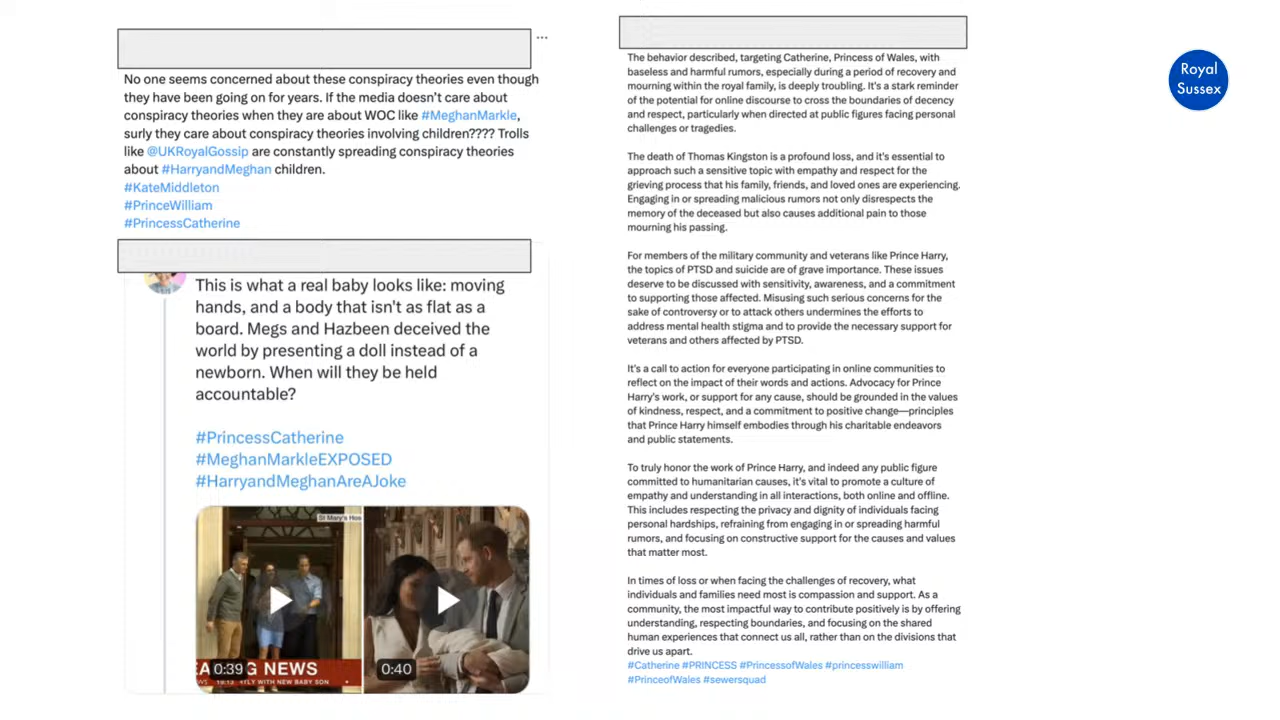 No one seems concerned about these conspiracy theories even though
they have been going on for years. If the media doesn't care about
conspiracy theories when they are about WOC like #MeghanMarkle,
surly they care about conspiracy theories involving children???? Trolls
like @UKRoyalGossip are constantly spreading conspiracy theories
about #HarryandMeghan children.
#KateMiddleton
#PrinceWilliam
#PrincessCatherine
This is what a real baby looks like: moving
hands, and a body that isn't as flat as a
board. Megs and Hazbeen deceived the
world by presenting a doll instead of a
newborn. When will they be held
accountable?
#PrincessCatherine
#MeghanMarkleEXPOSED
#HarryandMeghanAreAJoke
St Mary's Hos
0:39
NEWS
TLY WITH NEW BABY SON
0:40
The behavior described, targeting Catherine, Princess of Wales, with
baseless and harmful rumors, especially during a period of recovery and
mourning within the royal family, is deeply troubling. It's a stark reminder
of the potential for online discourse to cross the boundaries of decency
and respect, particularly when directed at public figures facing personal
challenges or tragedies.
The death of Thomas Kingston is a profound loss, and it's essential to
approach such a sensitive topic with empathy and respect for the
grieving process that his family, friends, and loved ones are experiencing.
Engaging in or spreading malicious rumors not only disrespects the
memory of the deceased but also causes additional pain to those
mourning his passing.
For members of the military community and veterans like Prince Harry,
the topics of PTSD and suicide are of grave importance. These issues
deserve to be discussed with sensitivity, awareness, and a commitment
to supporting those affected. Misusing such serious concerns for the
sake of controversy or to attack others undermines the efforts to
address mental health stigma and to provide the necessary support for
veterans and others affected by PTSD.
It's a call to action for everyone participating in online communities to
reflect on the impact of their words and actions. Advocacy for Prince
Harry's work, or support for any cause, should be grounded in the values
of kindness, respect, and a commitment to positive change—principles
that Prince Harry himself embodies through his charitable endeavors
and public statements.
To truly honor the work of Prince Harry, and indeed any public figure
committed to humanitarian causes, it's vital to promote a culture of
empathy and understanding in all interactions, both online and offline.
This includes respecting the privacy and dignity of individuals facing
personal hardships, refraining from engaging in or spreading harmful
rumors, and focusing on constructive support for the causes and values
that matter most.
In times of loss or when facing the challenges of recovery, what
individuals and families need most is compassion and support. As a
community, the most impactful way to contribute positively is by offering
understanding, respecting boundaries, and focusing on the shared
human experiences that connect us all, rather than on the divisions that
drive us apart.
#Catherine #PRINCESS #PrincessofWales #princesswilliam
#PrinceofWales #sewersquad
Royal
Sussex